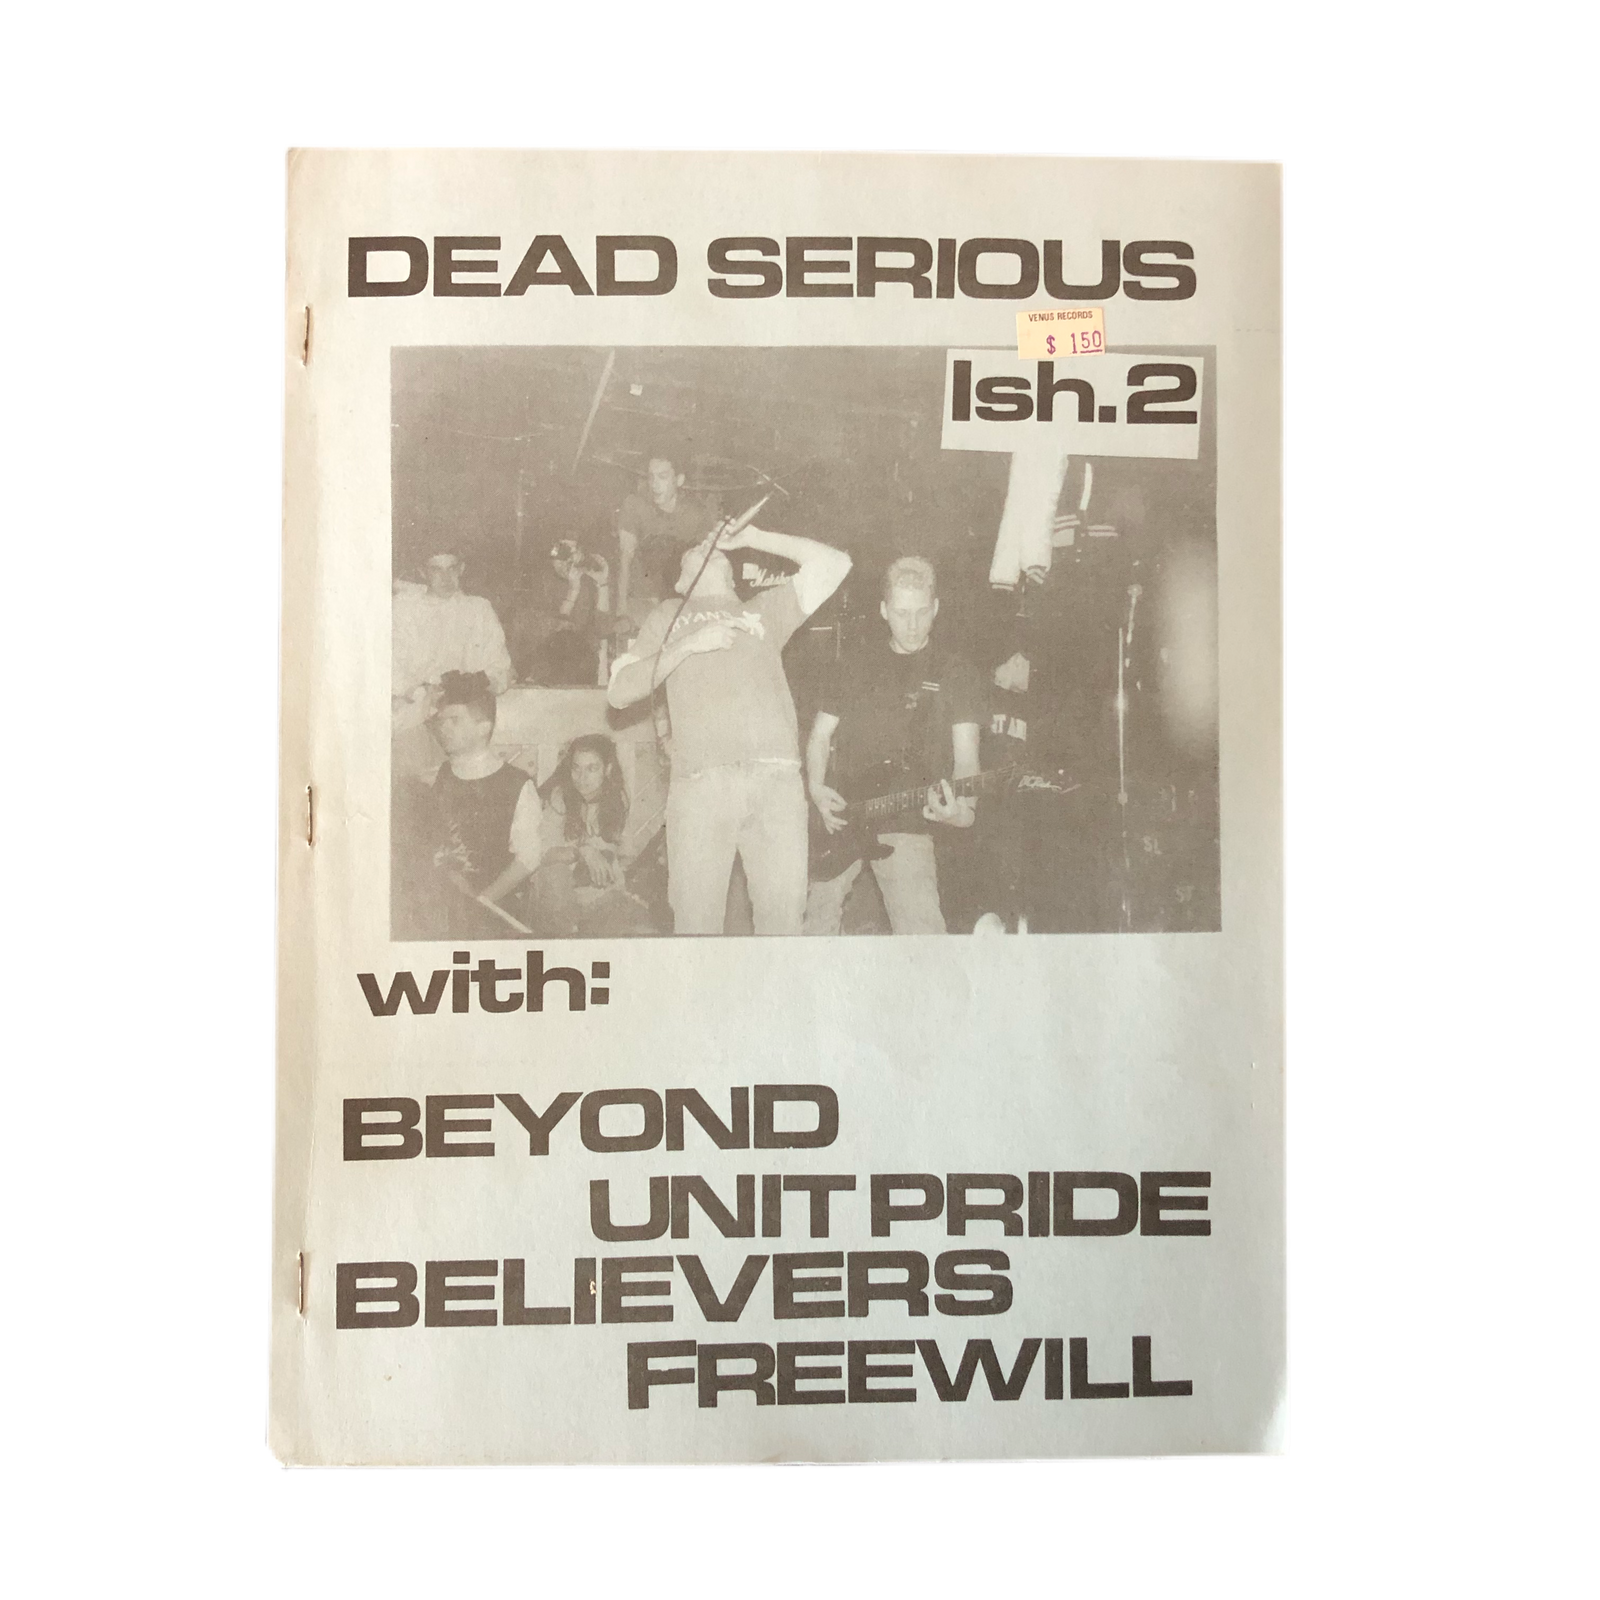 DEAD SERIOUS
VENUS RECORDS
$ 150
Ish.2
with:
BEYOND
UNIT PRIDE
BELIEVERS
FREEWILL